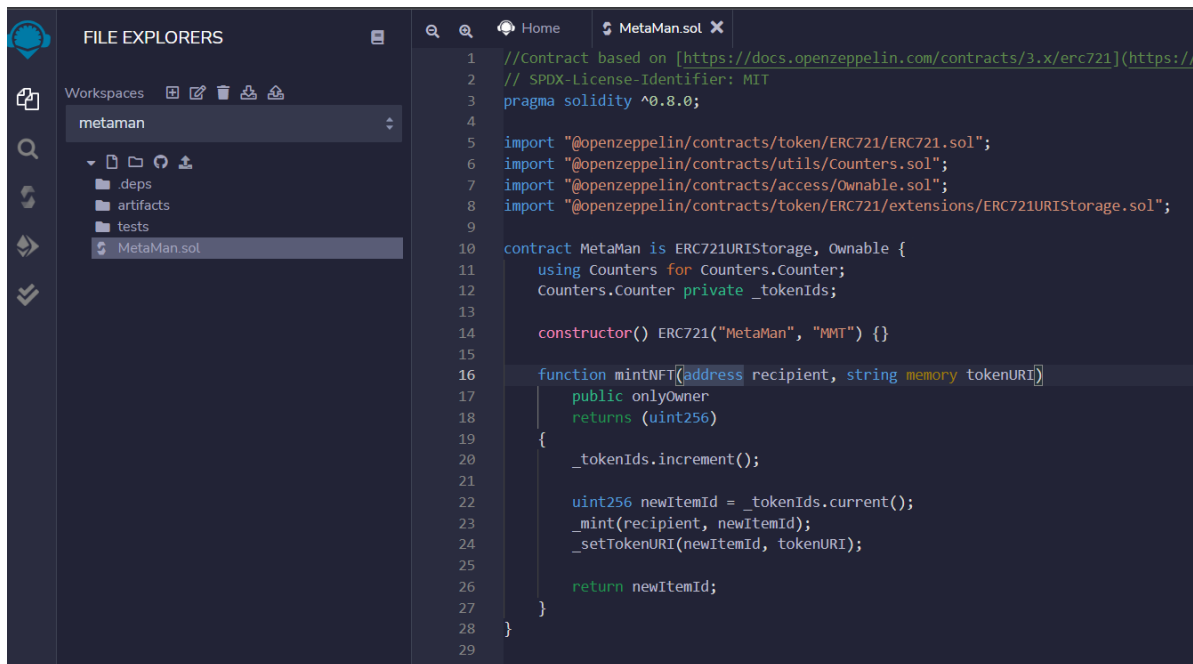 FILE EXPLORERS
Workspaces
metaman
.deps
artifacts
tests
MetaMan.sol
Home
MetaMan.sol
1 //Contract based on [https://docs.openzeppelin.com/contracts/3.x/erc721](https:/
2 // SPDX-License-Identifier: MIT
3 pragma solidity ^0.8.0;
4
5 import "@openzeppelin/contracts/token/ERC721/ERC721.sol";
6 import "@openzeppelin/contracts/utils/Counters.sol";
7 import "@openzeppelin/contracts/access/Ownable.sol";
8 import "@openzeppelin/contracts/token/ERC721/extensions/ERC721URIStorage.sol";
9
10 contract MetaMan is ERC721URIStorage, Ownable {
11 using Counters for Counters.Counter;
12 Counters.Counter private _tokenIds;
13
14 constructor() ERC721("MetaMan", "MMT") {}
15
16 function mintNFT(address recipient, string memory tokenURI)
17 public onlyOwner
18 returns (uint256)
19 {
20 _tokenIds.increment();
21
22 uint256 newItemId = _tokenIds.current();
23 _mint(recipient, newItemId);
24 _setTokenURI(newItemId, tokenURI);
25
26 return newItemId;
27 }
28 }
29